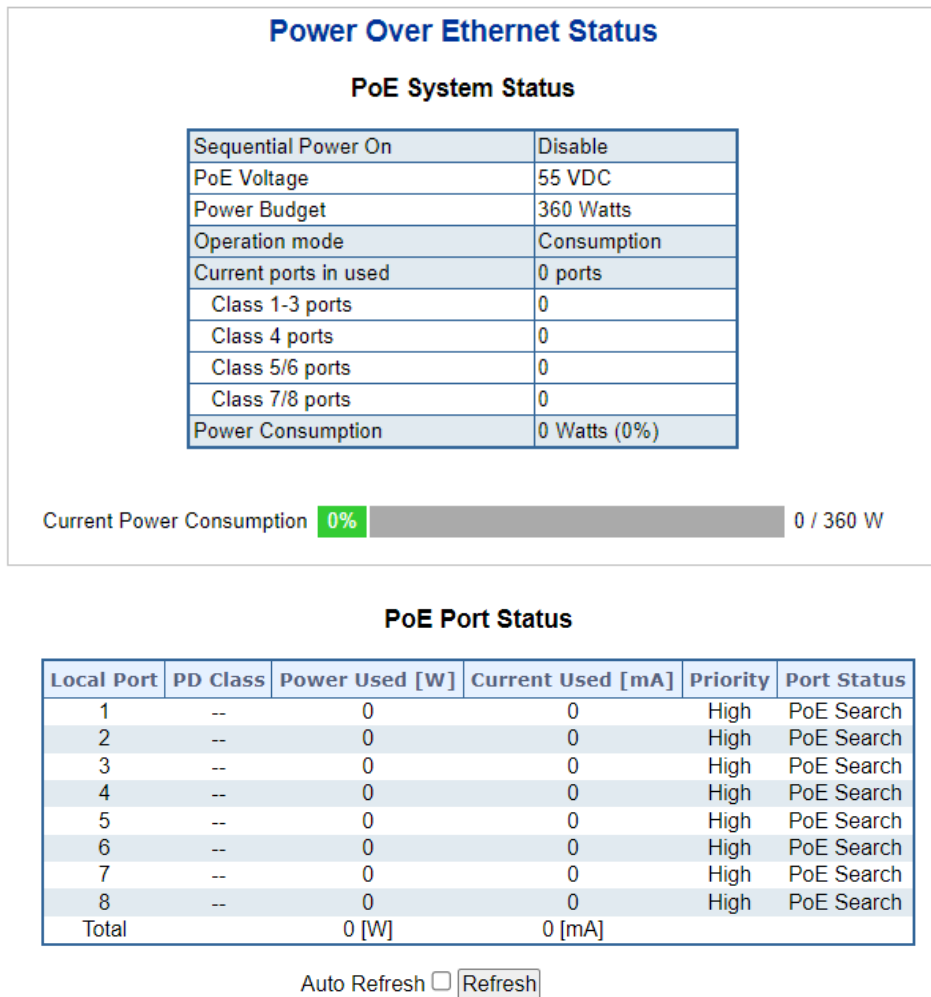 Power Over Ethernet Status
PoE System Status
Sequential Power On Disable
PoE Voltage 55 VDC
Power Budget 360 Watts
Operation mode Consumption
Current ports in used 0 ports
Class 1-3 ports 0
Class 4 ports 0
Class 5/6 ports 0
Class 7/8 ports 0
Power Consumption 0 Watts (0%)
Current Power Consumption 0% 0 / 360 W
PoE Port Status
Local Port PD Class Power Used [W] Current Used [mA] Priority Port Status
1 -- 0 0 High PoE Search
2 -- 0 0 High PoE Search
3 -- 0 0 High PoE Search
4 -- 0 0 High PoE Search
5 -- 0 0 High PoE Search
6 -- 0 0 High PoE Search
7 -- 0 0 High PoE Search
8 -- 0 0 High PoE Search
Total 0 [W] 0 [mA]
Auto Refresh Refresh